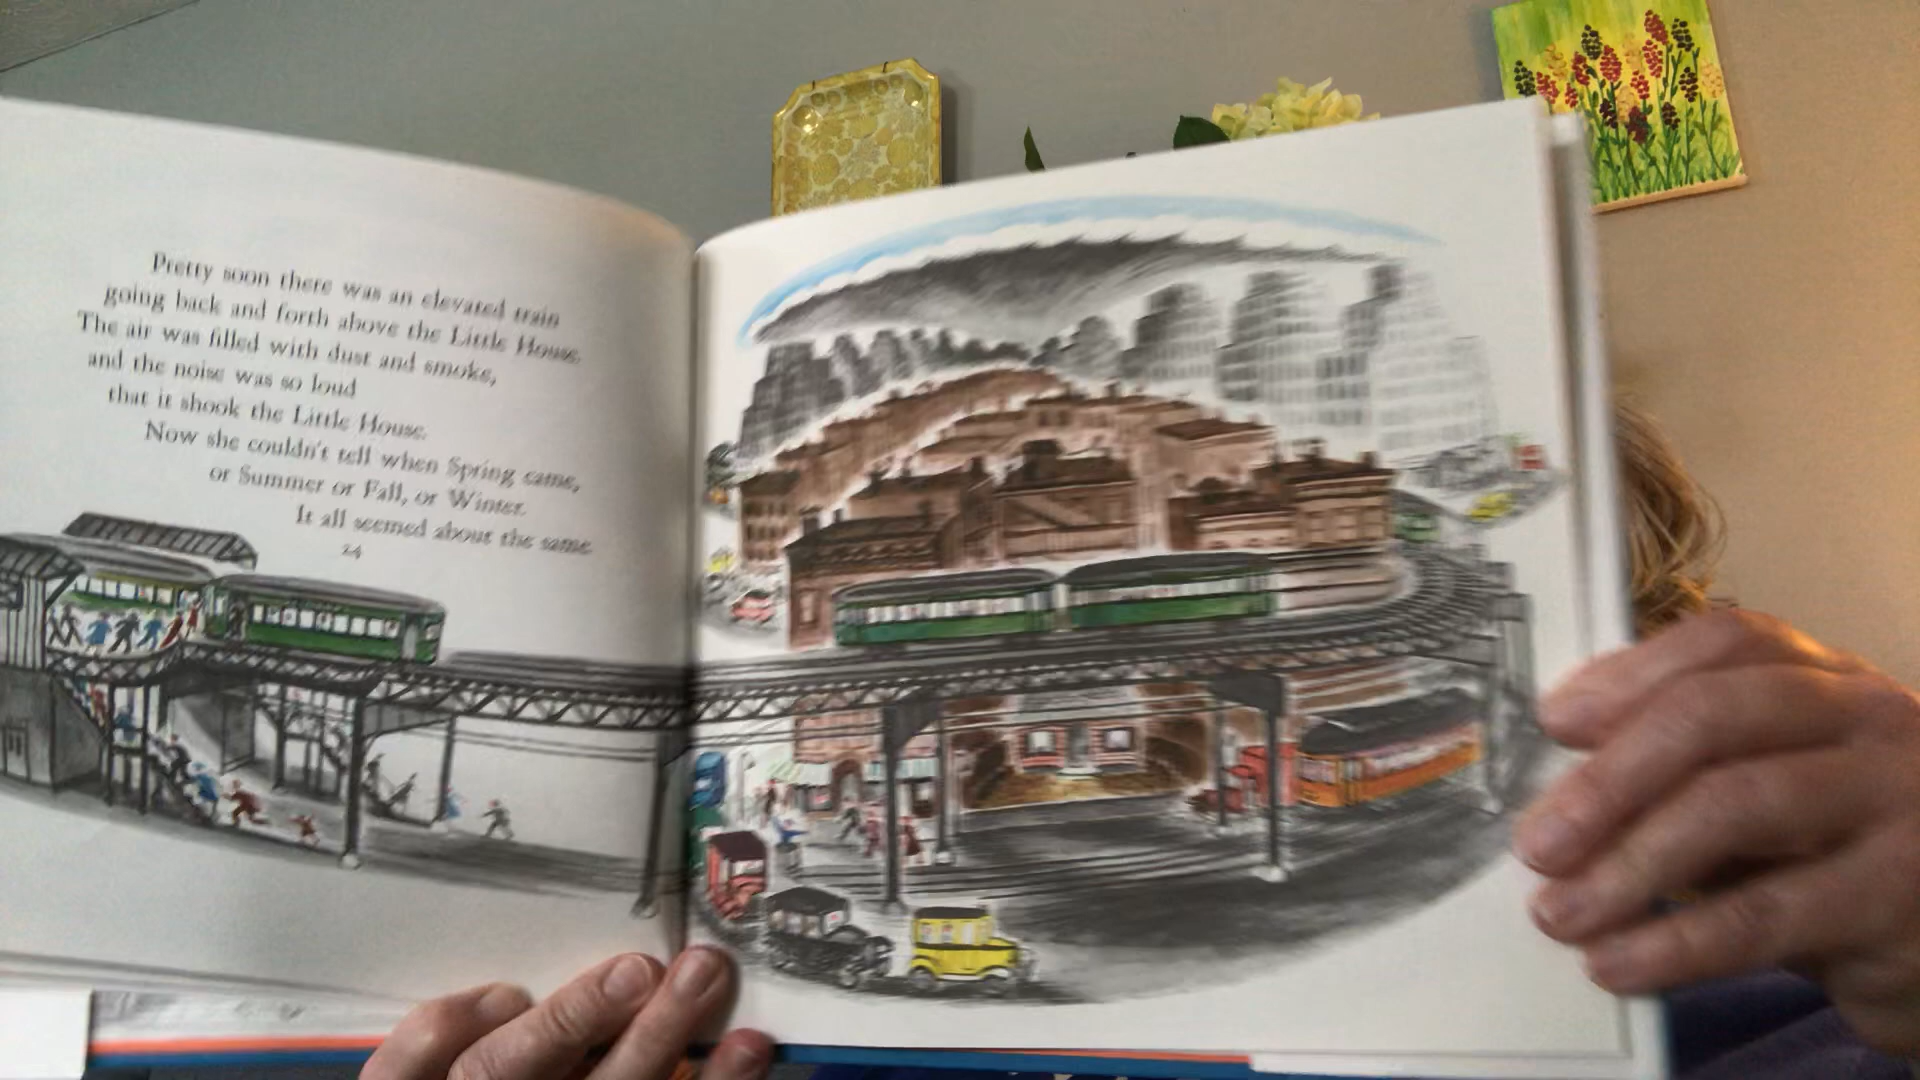 Pretty soon there was an elevated train
going back and forth above the Little House.
The air was filled with dust and smoke,
and the noise was so loud
that it shook the Little House.
Now she couldn't tell when Spring came,
or Summer or Fall, or Winter.
It all seemed about the same.
24